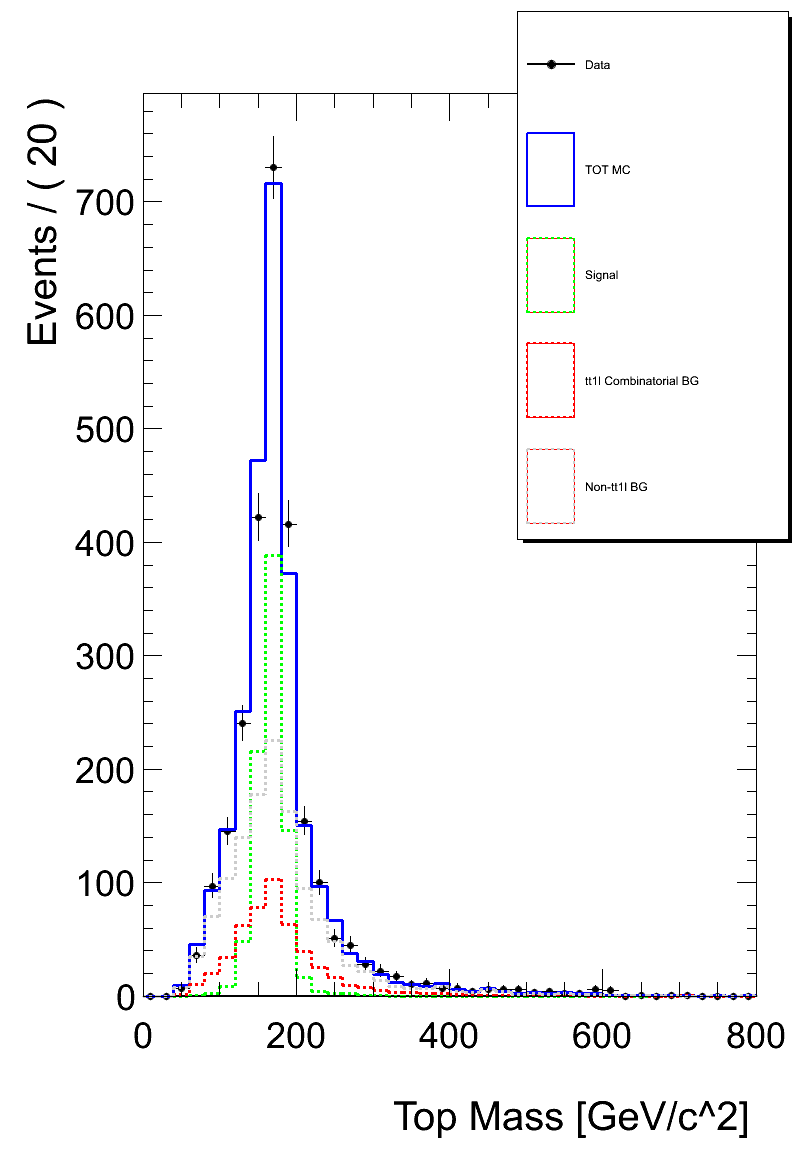 Data
TOT MC
Signal
tt1l Combinatorial BG
Non-tt1l BG
Events / ( 20 )
700
600
500
400
300
200
100
0
0 200 400 600 800
Top Mass [GeV/c^2]